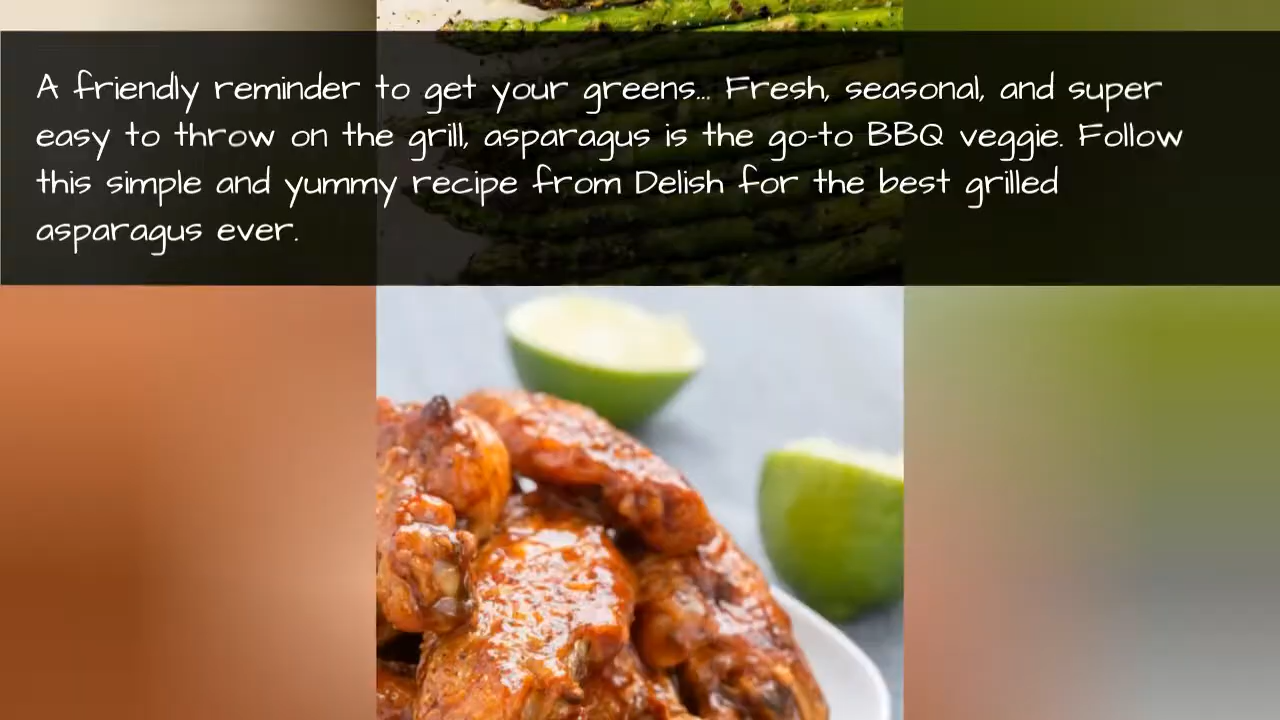 A friendly reminder to get your greens... Fresh, seasonal, and super
easy to throw on the grill, asparagus is the go-to BBQ veggie. Follow
this simple and yummy recipe from Delish for the best grilled
asparagus ever.